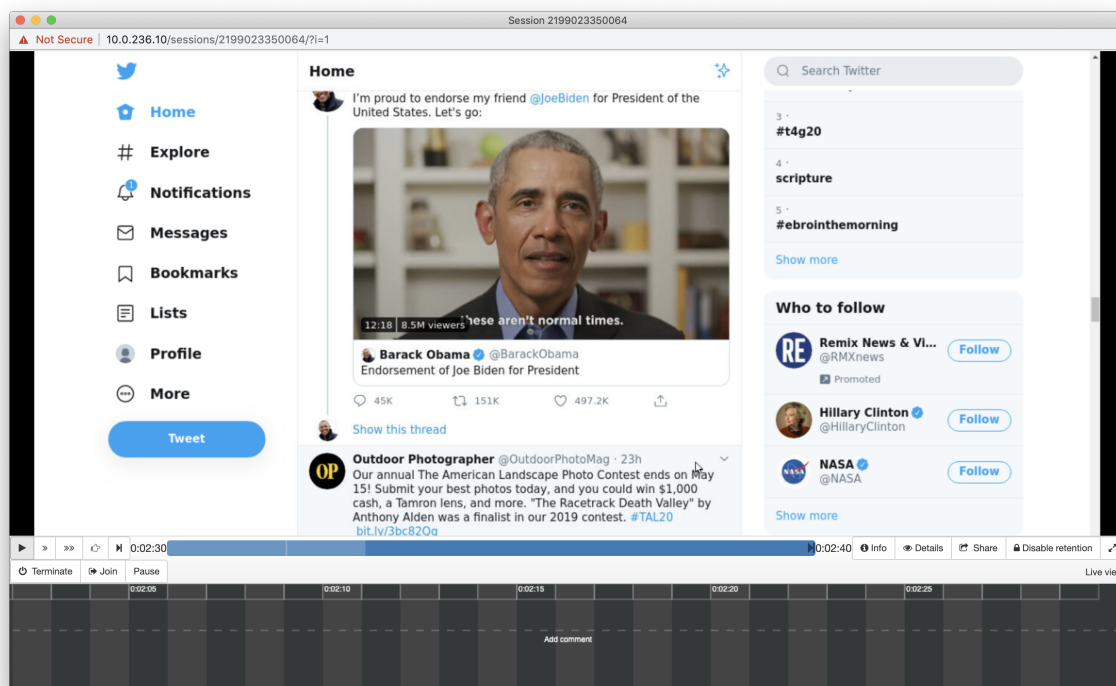 Session 2199023350064
Not Secure | 10.0.236.10/sessions/2199023350064/?i=1
Home
Explore
1
Notifications
Messages
Bookmarks
Lists
Profile
More
Tweet
Home
I'm proud to endorse my friend @JoeBiden for President of the
United States. Let's go:
these aren't normal times.
12:18 | 8.5M viewers
Barack Obama @BarackObama
Endorsement of Joe Biden for President
45K 151K 497.2K
Show this thread
OP
Outdoor Photographer @OutdoorPhotoMag · 23h
Our annual The American Landscape Photo Contest ends on May
15! Submit your best photos today, and you could win $1,000
cash, a Tamron lens, and more. "The Racetrack Death Valley" by
Anthony Alden was a finalist in our 2019 contest. #TAL20
bit.ly/3bc82Qg
Search Twitter
3 ·
#t4g20
4 ·
scripture
5 ·
#ebrointhemorning
Show more
Who to follow
RE
Remix News & Vi...
@RMXnews
Promoted
Follow
Hillary Clinton
@HillaryClinton
Follow
NASA
NASA
@NASA
Follow
Show more
0:02:30 0:02:40 Info Details Share Disable retention
Terminate Join Pause Live vie
0:02:05 0:02:10 0:02:15 0:02:20 0:02:25
Add comment